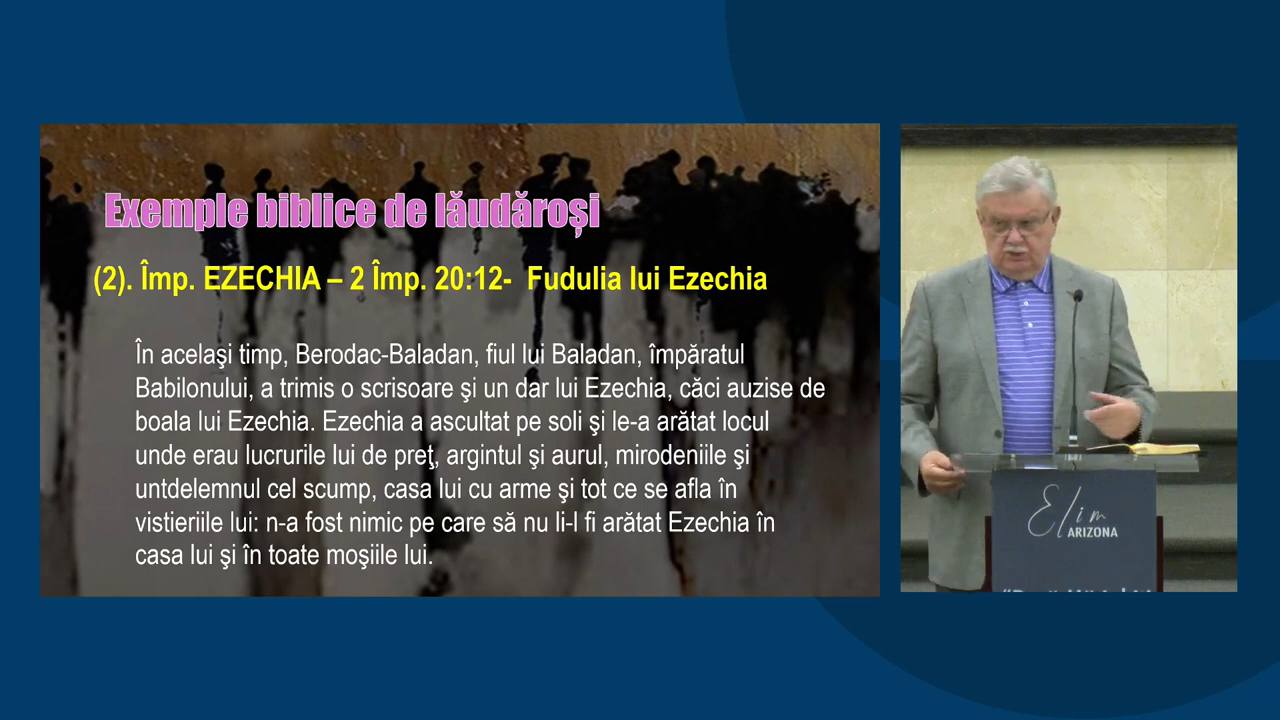 Exemple biblice de lăudăroși
(2). Împ. EZECHIA – 2 Împ. 20:12- Fudulia lui Ezechia
În acelaşi timp, Berodac-Baladan, fiul lui Baladan, împăratul
Babilonului, a trimis o scrisoare şi un dar lui Ezechia, căci auzise de
boala lui Ezechia. Ezechia a ascultat pe soli şi le-a arătat locul
unde erau lucrurile lui de preţ, argintul şi aurul, mirodeniile şi
untdelemnul cel scump, casa lui cu arme şi tot ce se afla în
vistieriile lui: n-a fost nimic pe care să nu li-l fi arătat Ezechia în
casa lui şi în toate moşiile lui.
Elim
ARIZONA